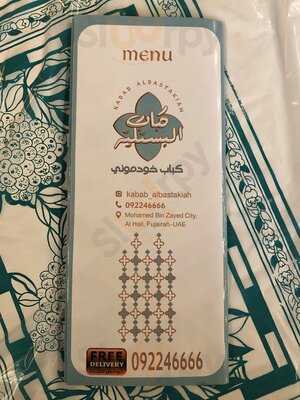 menu
KABAB ALBASTAKIAH
كباب
البستكية
كباب خودموني
kabab_albastakiah
092246666
Mohamed Bin Zayed City,
Al Hail, Fujairah-UAE
FREE
DELIVERY
092246666